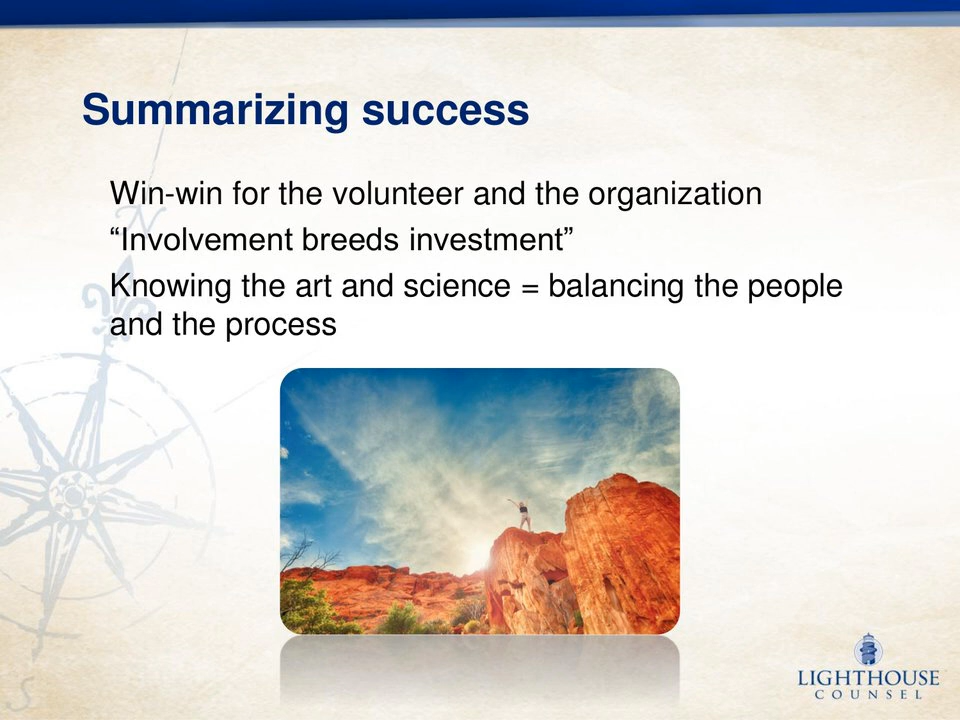 Summarizing success
Win-win for the volunteer and the organization
“Involvement breeds investment”
Knowing the art and science = balancing the people
and the process
N
S
LIGHTHOUSE
COUNSEL